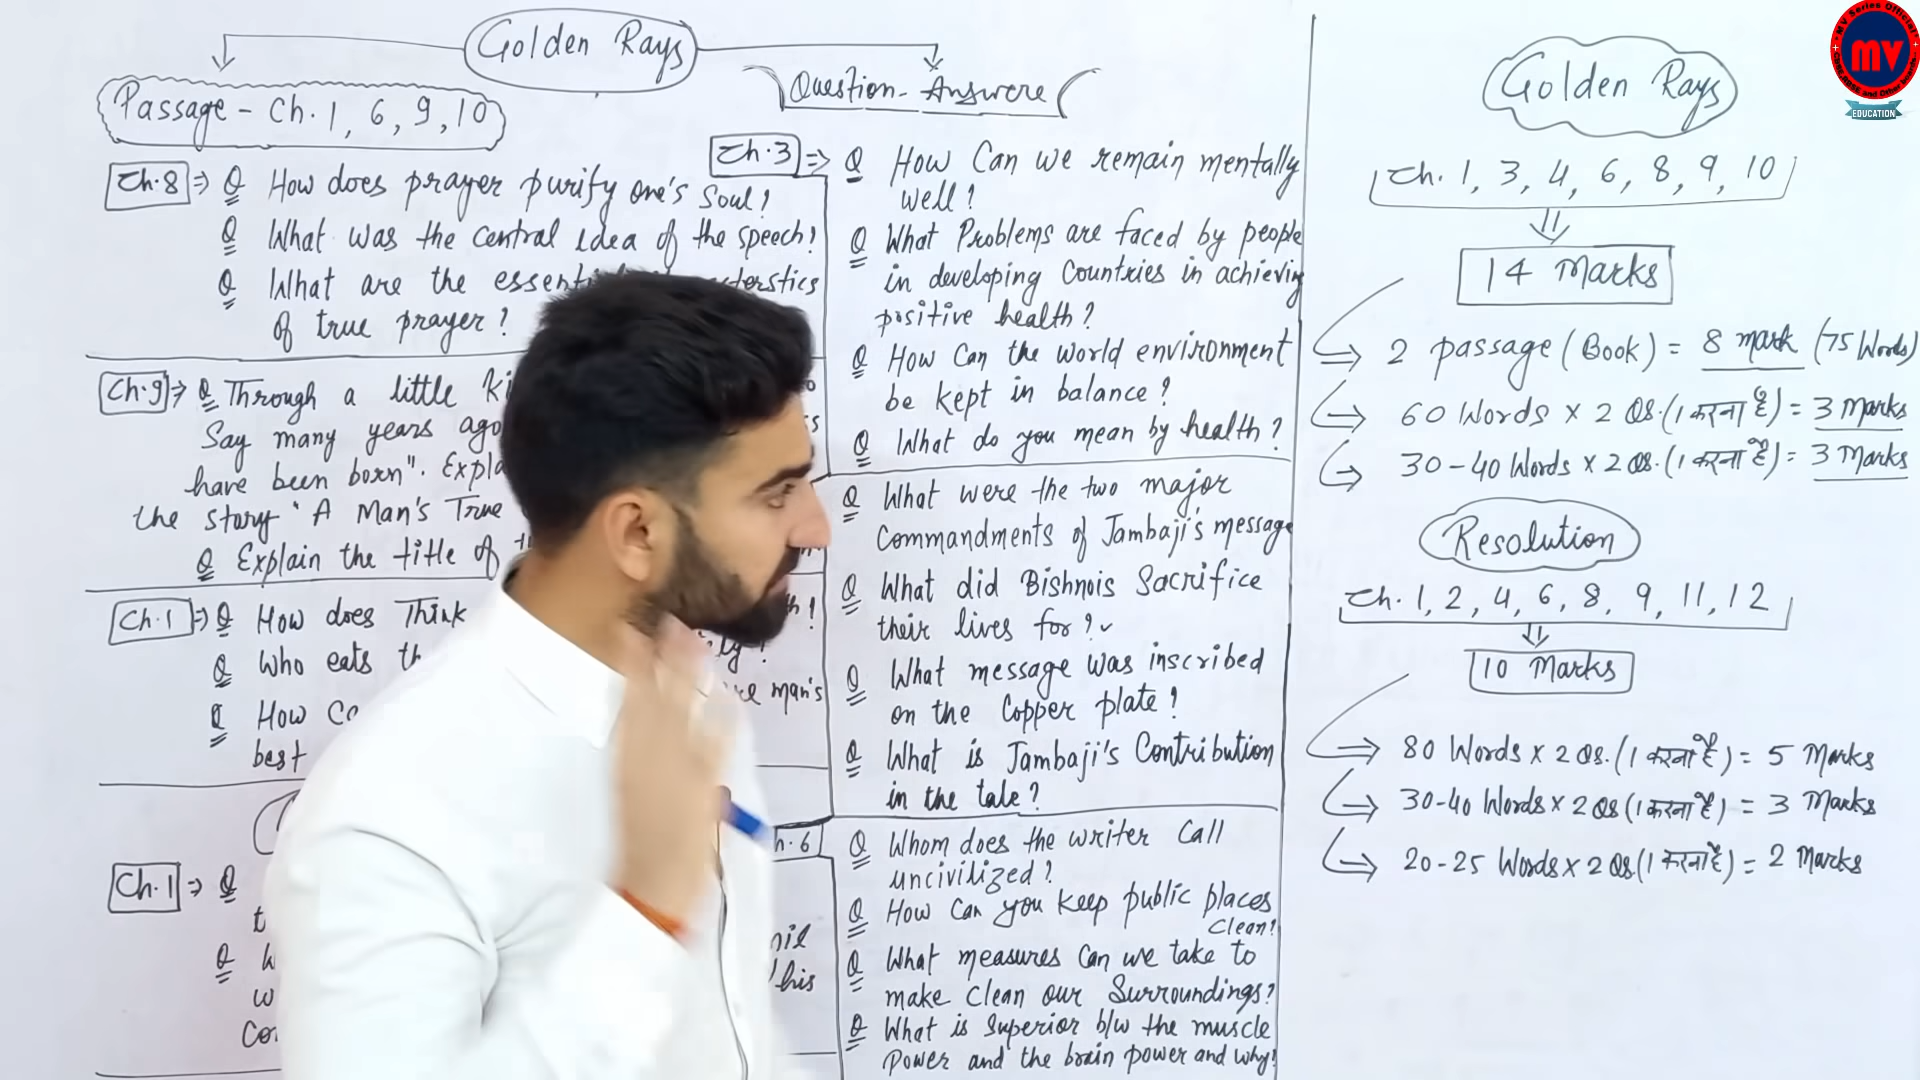 Golden Rays
Passage - Ch. 1, 6, 9, 10
Ch.8 => Q How does prayer purify one's soul?
Q What was the central idea of the speech?
Q What are the
of true prayer?
Ch.9 => Q Through a little
Say many years ago
have been born".
the story "A Man's True
Q Explain the title of
Ch.1 => Q How does Think
Q Who eats
man's
Q How
best
Ch.1 => Q
Q
his
Question- Answere
Ch.3 => Q How Can we remain mentally
well?
Q What Problems are faced by people
in developing Countries in achieving
positive health?
Q How Can the world environment
be kept in balance?
Q What do you mean by health?
Q What were the two major
Commandments of Jambaji's message
Q What did Bishnois Sacrifice
their lives for?
Q What message was inscribed
on the Copper plate?
Q What is Jambaji's Contribution
in the tale?
Q Whom does the writer Call
uncivilized?
Q How Can you keep public places
Clean?
Q What measures Can we take to
make Clean our Surroundings?
Q What is Superior b/w the muscle
Power and the brain power and why?
Golden Rays
Ch. 1, 3, 4, 6, 8, 9, 10
14 Marks
2 passage (Book) = 8 mark (75 Words)
60 Words x 2 Qs. (1 करना है) = 3 Marks
30-40 Words x 2 Qs. (1 करना है) = 3 Marks
Resolution
Ch. 1, 2, 4, 6, 8, 9, 11, 12
10 Marks
80 Words x 2 Qs. (1 करना है) = 5 Marks
30-40 Words x 2 Qs (1 करना है) = 3 Marks
20-25 Words x 2 Qs. (1 करना है) = 2 Marks
MV Series Official
MV
EDUCATION